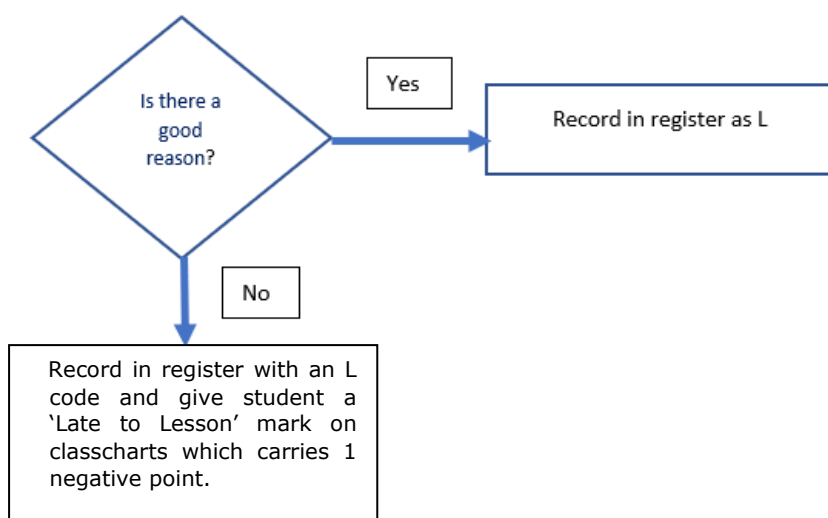 Is there a
good
reason?
Yes
Record in register as L
No
Record in register with an L
code and give student a
‘Late to Lesson’ mark on
classcharts which carries 1
negative point.